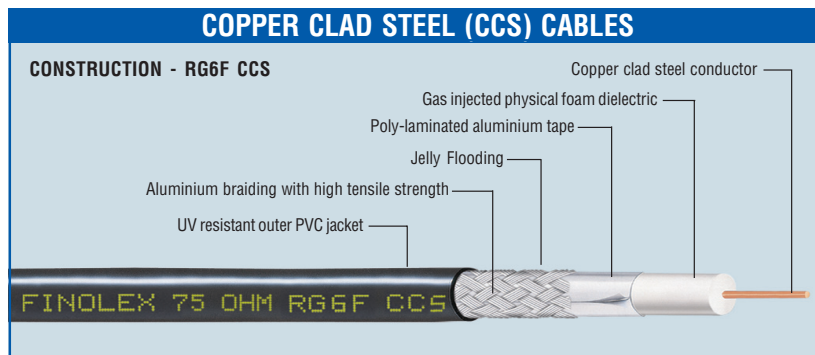 COPPER CLAD STEEL (CCS) CABLES
CONSTRUCTION - RG6F CCS
Copper clad steel conductor
Gas injected physical foam dielectric
Poly-laminated aluminium tape
Jelly Flooding
Aluminium braiding with high tensile strength
UV resistant outer PVC jacket
FINOLEX 75 OHM RG6F CCS